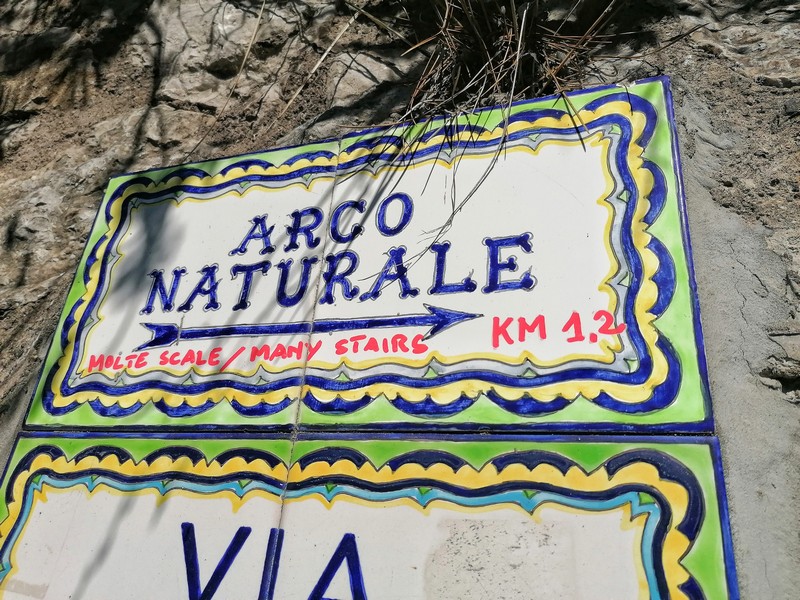 ARCO
NATURALE
KM 1.2
MOLTE SCALE/MANY STAIRS
VIA